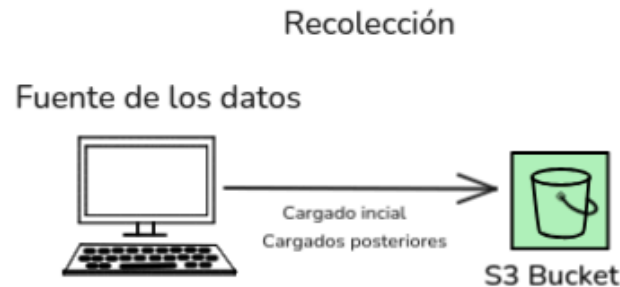 Recolección
Fuente de los datos
Cargado incial
Cargados posteriores
S3 Bucket